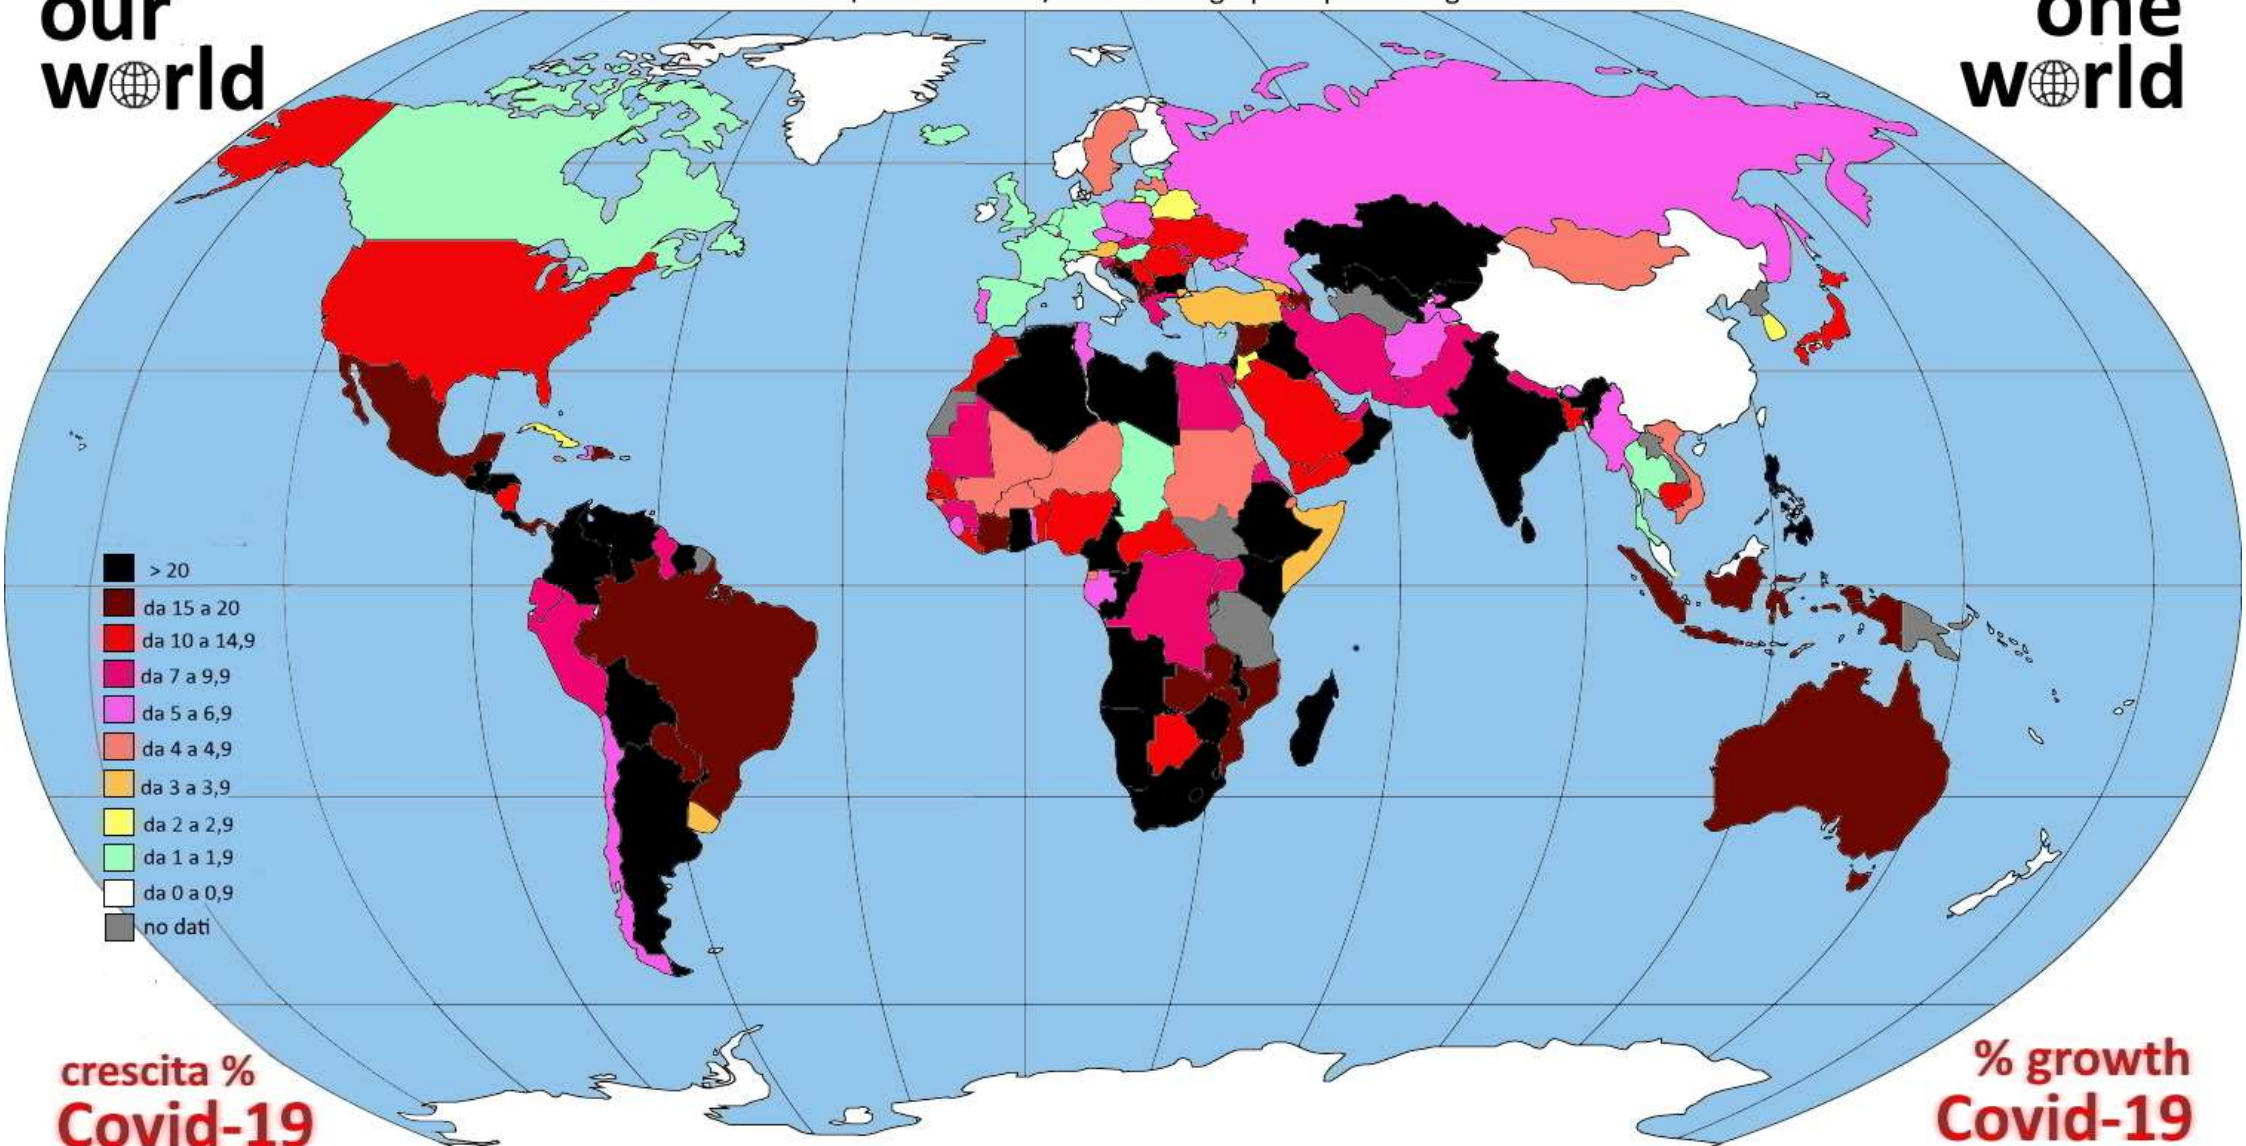 our
world
one
world
> 20
da 15 a 20
da 10 a 14,9
da 7 a 9,9
da 5 a 6,9
da 4 a 4,9
da 3 a 3,9
da 2 a 2,9
da 1 a 1,9
da 0 a 0,9
no dati
crescita %
Covid-19
% growth
Covid-19